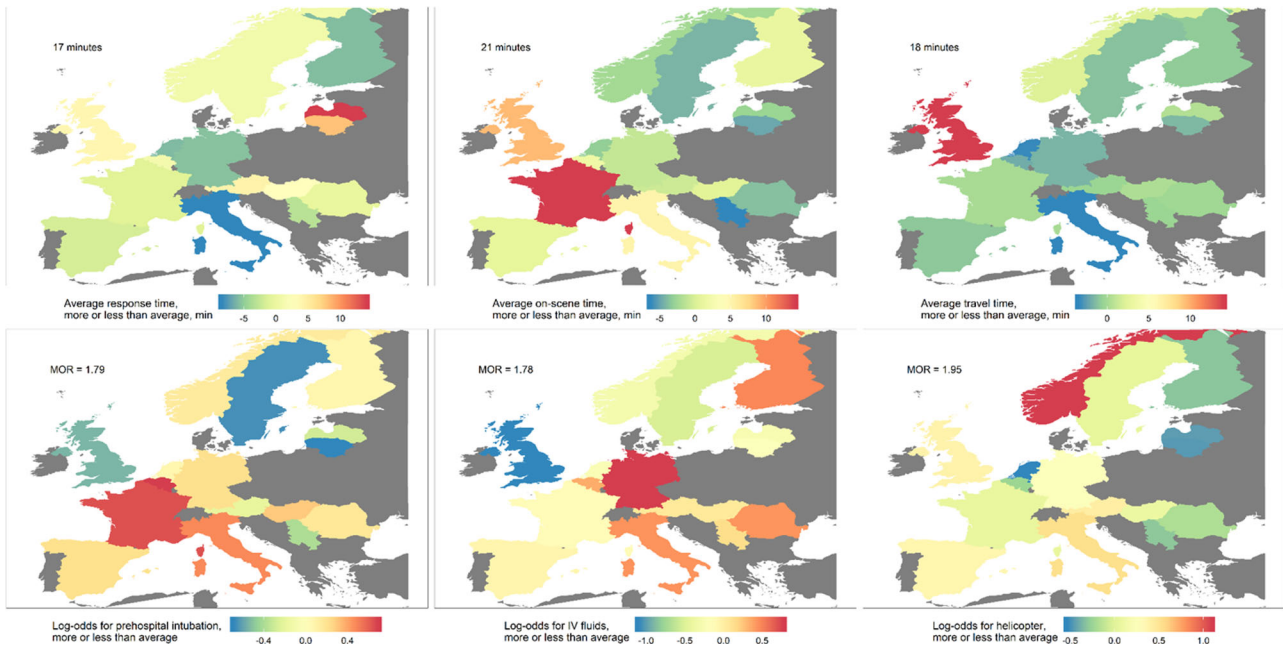 17 minutes
21 minutes
18 minutes
Average response time,
more or less than average, min
-5 0 5 10
Average on-scene time,
more or less than average, min
-5 0 5 10
Average travel time,
more or less than average, min
0 5 10
MOR = 1.79
MOR = 1.78
MOR = 1.95
Log-odds for prehospital intubation,
more or less than average
-0.4 0.0 0.4
Log-odds for IV fluids,
more or less than average
-1.0 -0.5 0.0 0.5
Log-odds for helicopter,
more or less than average
-0.5 0.0 0.5 1.0